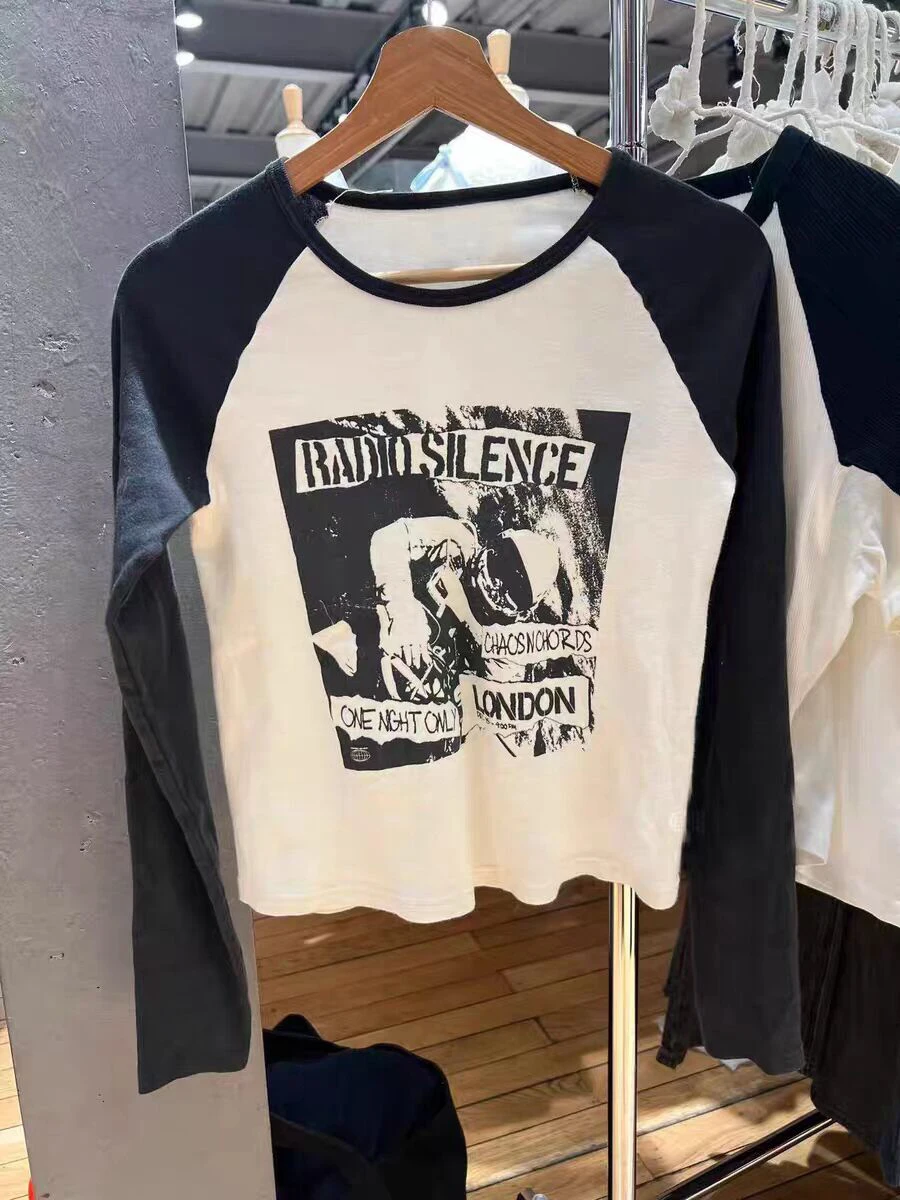 RADIO SILENCE
CHAOS N CHORDS
LONDON
ONE NIGHT ONLY